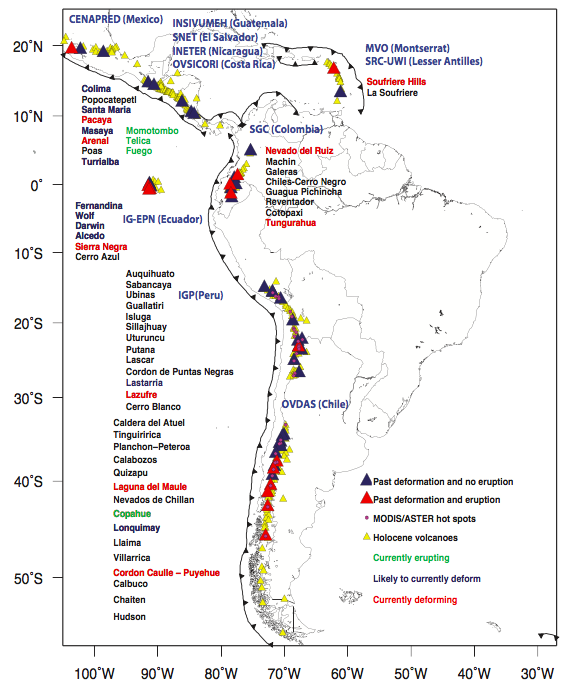 CENAPRED (Mexico)
INSIVUMEH (Guatemala)
SNET (El Salvador)
INETER (Nicaragua)
OVSICORI (Costa Rica)
MVO (Montserrat)
SRC-UWI (Lesser Antilles)
Soufriere Hills
La Soufriere
Colima
Popocatepetl
Santa Maria
Pacaya
Masaya
Momotombo
Arenal
Telica
Poas
Fuego
Turrialba
SGC (Colombia)
Nevado del Ruiz
Machin
Galeras
Chiles-Cerro Negro
Guagua Pichincha
Reventador
Cotopaxi
Tungurahua
Fernandina
Wolf
Darwin
Alcedo
Sierra Negra
Cerro Azul
IG-EPN (Ecuador)
IGP(Peru)
Auquihuato
Sabancaya
Ubinas
Guallatiri
Isluga
Sillajhuay
Uturuncu
Putana
Lascar
Cordon de Puntas Negras
Lastarria
Lazufre
Cerro Blanco
OVDAS (Chile)
Caldera del Atuel
Tinguiririca
Planchon-Peteroa
Calabozos
Quizapu
Laguna del Maule
Nevados de Chillan
Copahue
Lonquimay
Llaima
Villarrica
Cordon Caulle – Puyehue
Calbuco
Chaiten
Hudson
Past deformation and no eruption
Past deformation and eruption
MODIS/ASTER hot spots
Holocene volcanoes
Currently erupting
Likely to currently deform
Currently deforming
20°N
10°N
0°
10°S
20°S
30°S
40°S
50°S
100°W
90°W
80°W
70°W
60°W
50°W
40°W
30°W